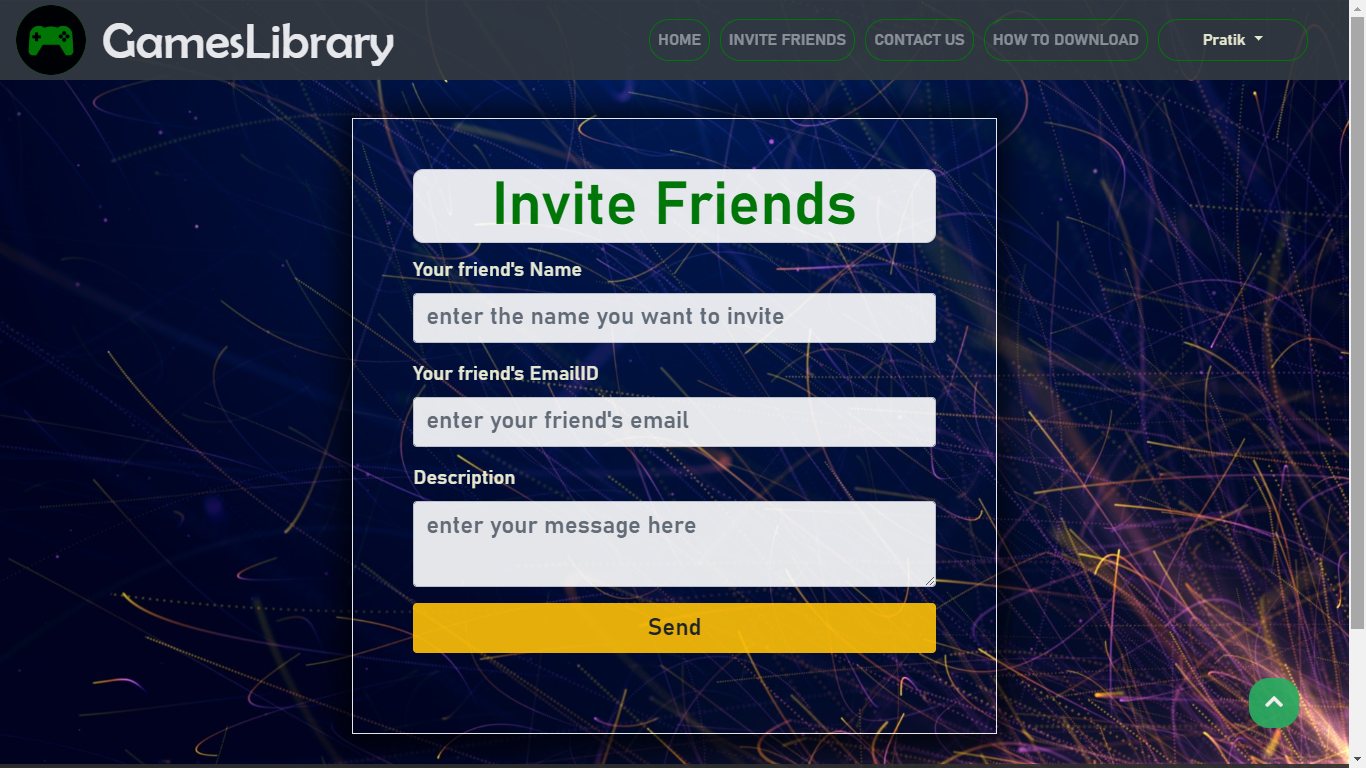 GamesLibrary
HOME
INVITE FRIENDS
CONTACT US
HOW TO DOWNLOAD
Pratik
Invite Friends
Your friend's Name
enter the name you want to invite
Your friend's EmailID
enter your friend's email
Description
enter your message here
Send